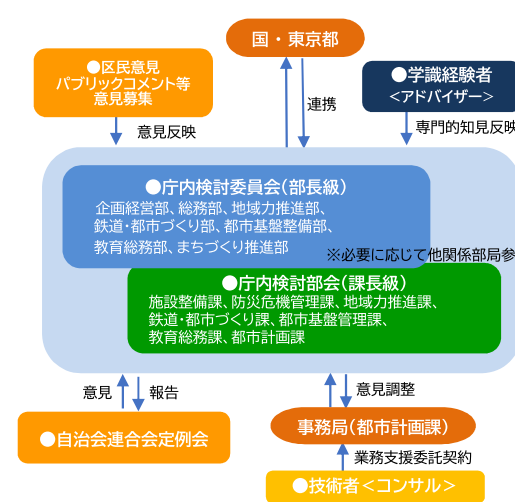 国・東京都
●区民意見
パブリックコメント等
意見募集
●学識経験者
<アドバイザー>
連携
意見反映
専門的知見反映
●庁内検討委員会(部長級)
企画経営部、総務部、地域力推進部、
鉄道・都市づくり部、都市基盤整備部、
教育総務部、まちづくり推進部
※必要に応じて他関係部局参
●庁内検討部会(課長級)
施設整備課、防災危機管理課、地域力推進課、
鉄道・都市づくり課、都市基盤管理課、
教育総務課、都市計画課
意見
報告
意見調整
●自治会連合会定例会
事務局(都市計画課)
業務支援委託契約
●技術者<コンサル>